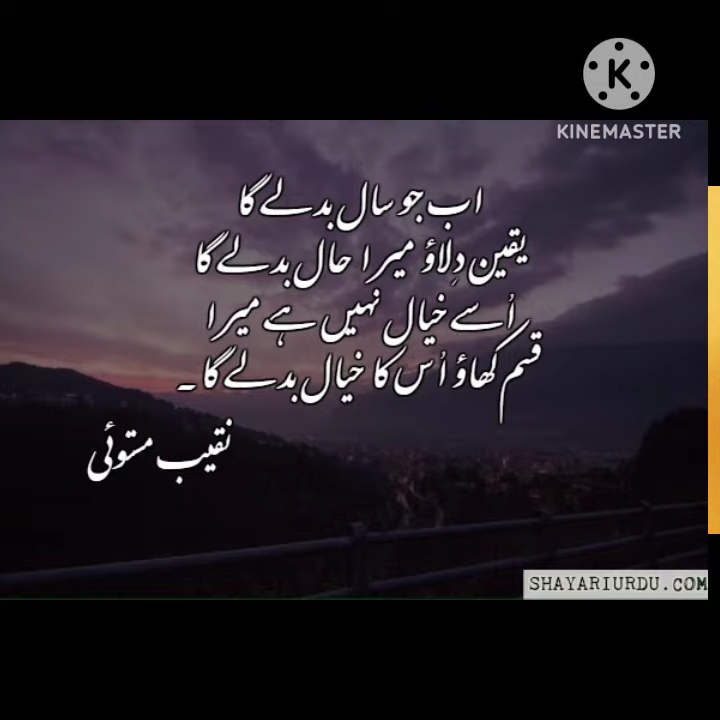 K
KINEMASTER
اب جو سال بدلے گا
یقین دِلاؤ میرا حال بدلے گا
اُسے خیال نہیں ہے میرا
قسم کھاؤ اُس کا خیال بدلے گا۔
نقیب مستوئی
SHAYARIURDU.COM